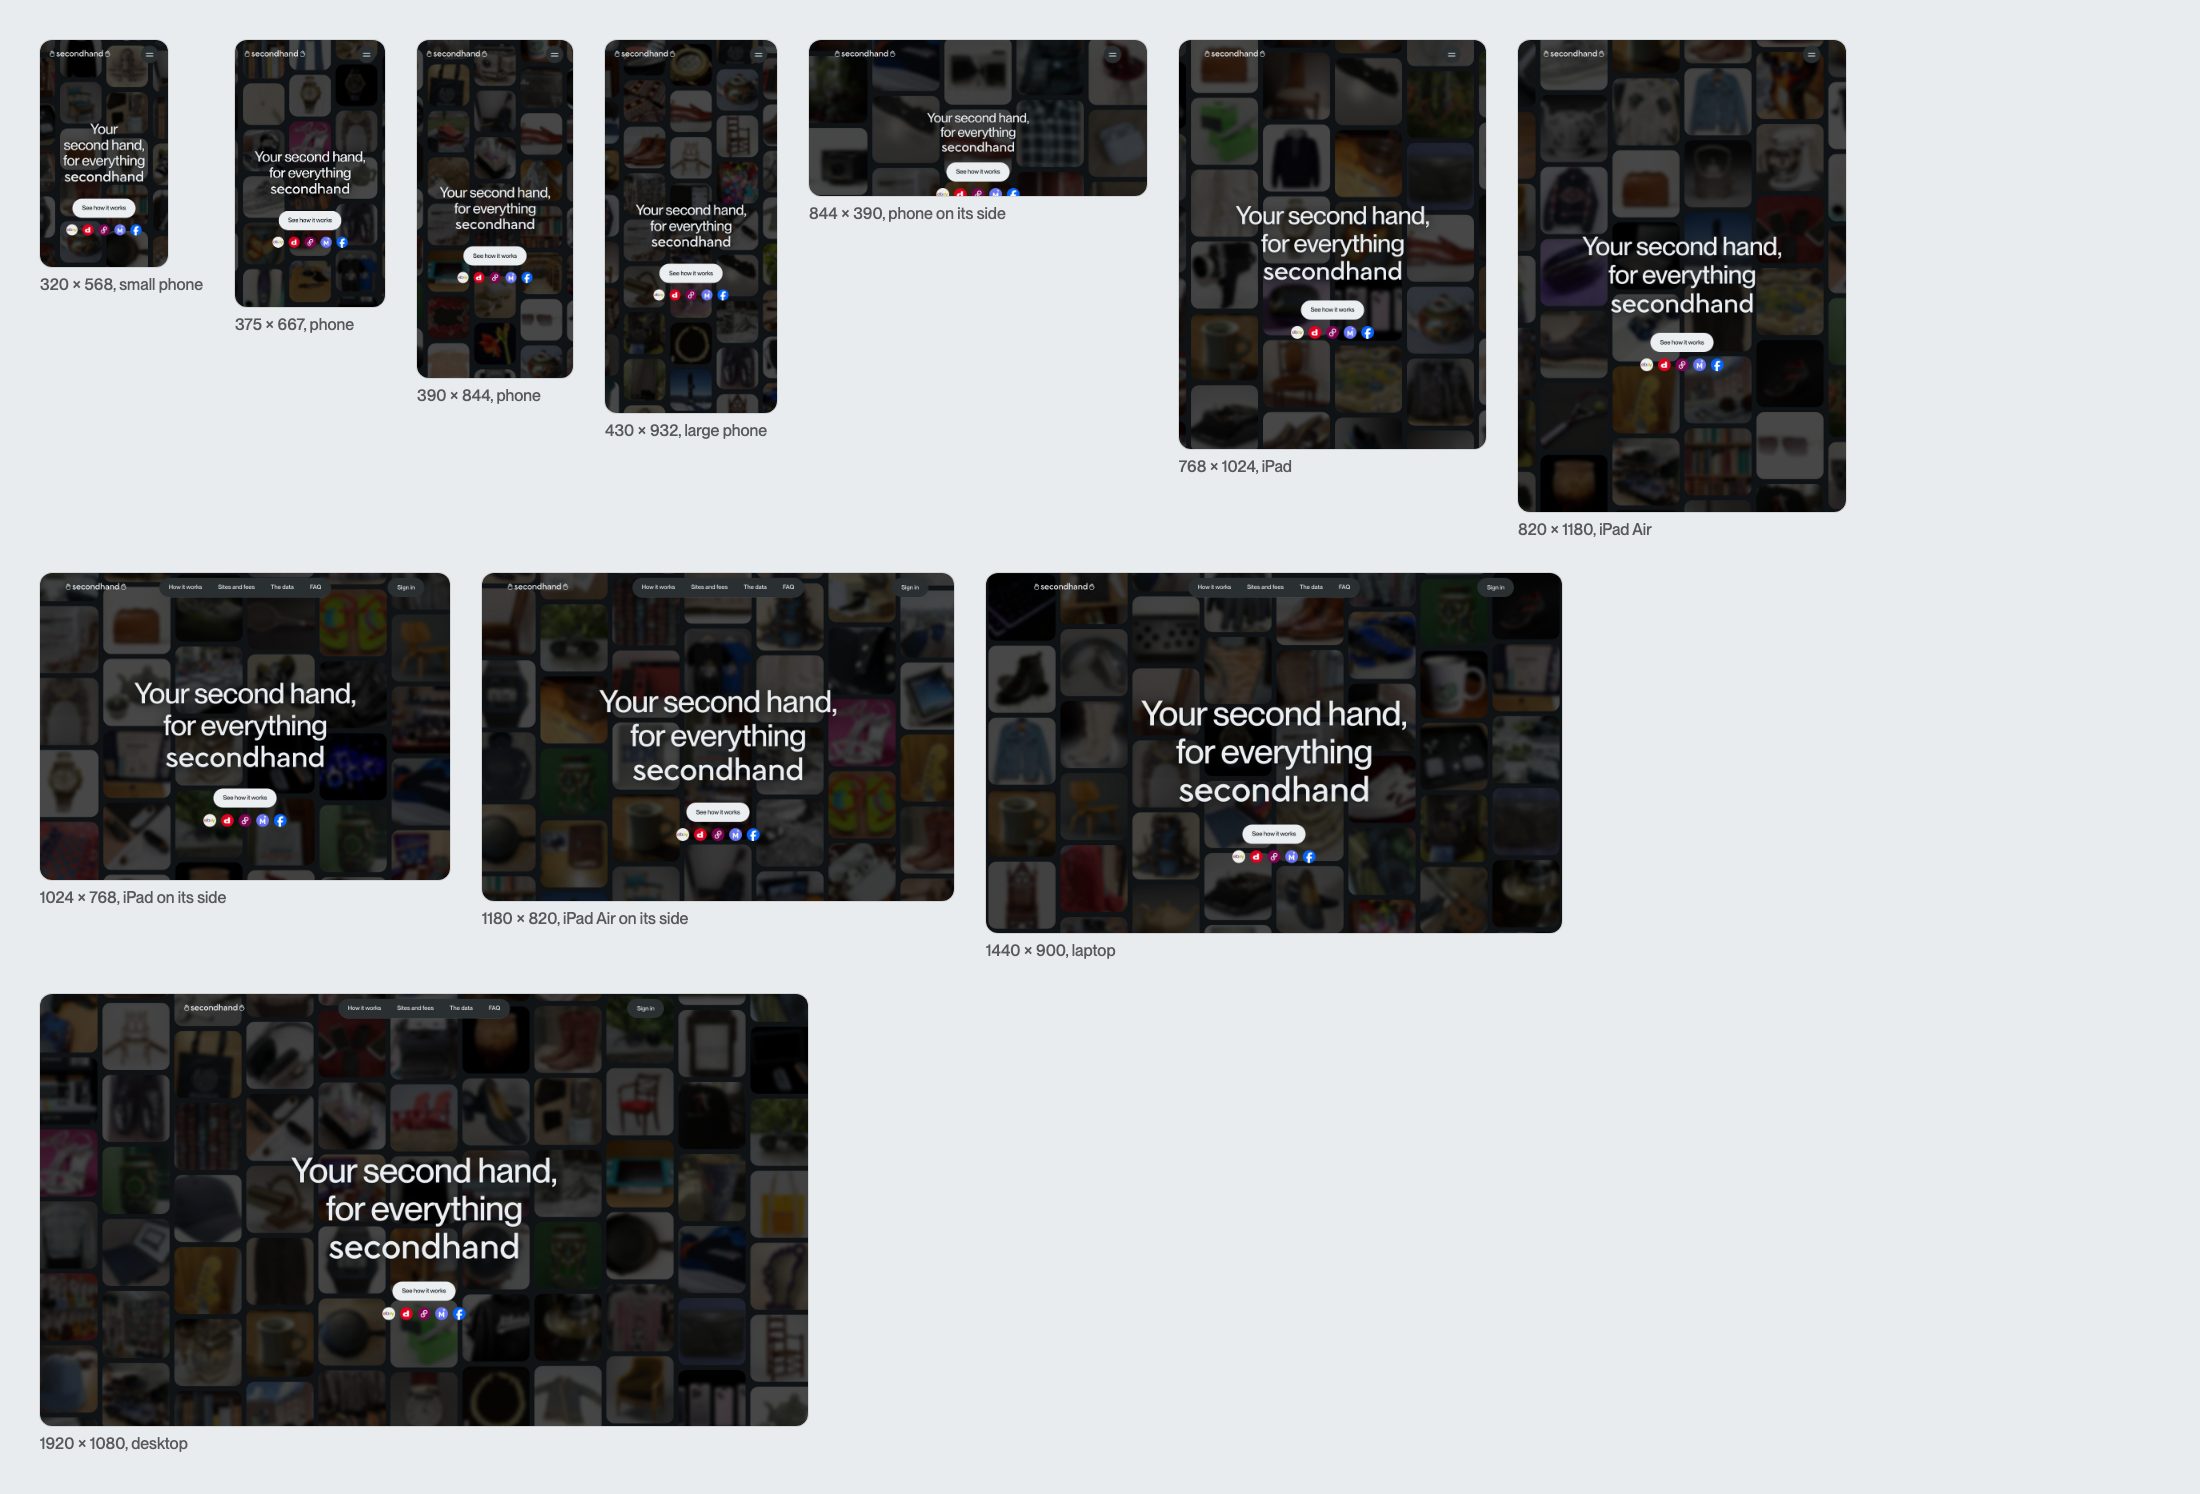 secondhand
Your
second hand,
for everything
secondhand
See how it works
ebay
320 × 568, small phone
secondhand
Your second hand,
for everything
secondhand
See how it works
ebay
375 × 667, phone
secondhand
Your second hand,
for everything
secondhand
See how it works
ebay
390 × 844, phone
secondhand
Your second hand,
for everything
secondhand
See how it works
ebay
430 × 932, large phone
secondhand
Your second hand,
for everything
secondhand
See how it works
844 × 390, phone on its side
secondhand
Your second hand,
for everything
secondhand
See how it works
ebay
768 × 1024, iPad
secondhand
Your second hand,
for everything
secondhand
See how it works
ebay
820 × 1180, iPad Air
secondhand How it works Sites and fees The data FAQ Sign in
Your second hand,
for everything
secondhand
See how it works
ebay
1024 × 768, iPad on its side
secondhand How it works Sites and fees The data FAQ Sign in
Your second hand,
for everything
secondhand
See how it works
ebay
1180 × 820, iPad Air on its side
secondhand How it works Sites and fees The data FAQ Sign in
Your second hand,
for everything
secondhand
See how it works
ebay
1440 × 900, laptop
secondhand How it works Sites and fees The data FAQ Sign in
Your second hand,
for everything
secondhand
See how it works
ebay
1920 × 1080, desktop